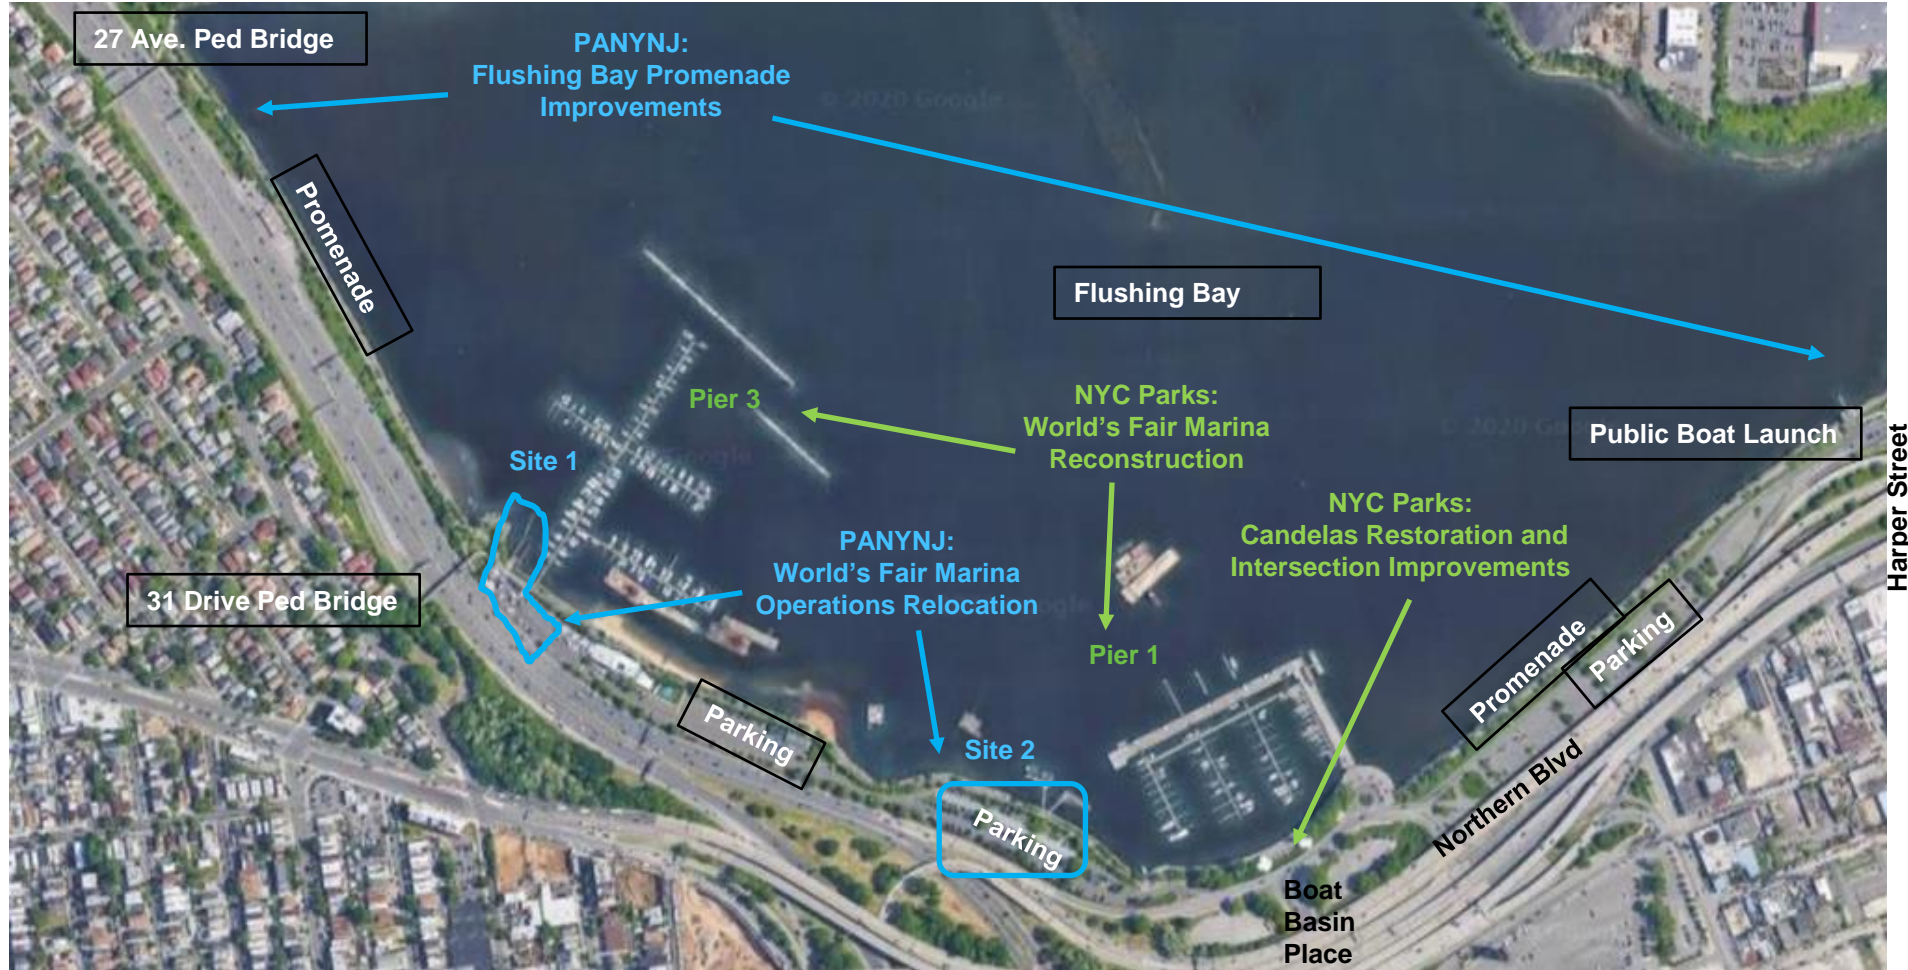 27 Ave. Ped Bridge
PANYNJ:
Flushing Bay Promenade
Improvements
© 2020 Google
Promenade
Flushing Bay
Pier 3
NYC Parks:
World's Fair Marina
Reconstruction
Public Boat Launch
Harper Street
Site 1
Google
NYC Parks:
Candelas Restoration and
Intersection Improvements
PANYNJ:
World's Fair Marina
Operations Relocation
31 Drive Ped Bridge
Pier 1
Promenade
Parking
Parking
Site 2
Parking
Northern Blvd
Boat
Basin
Place